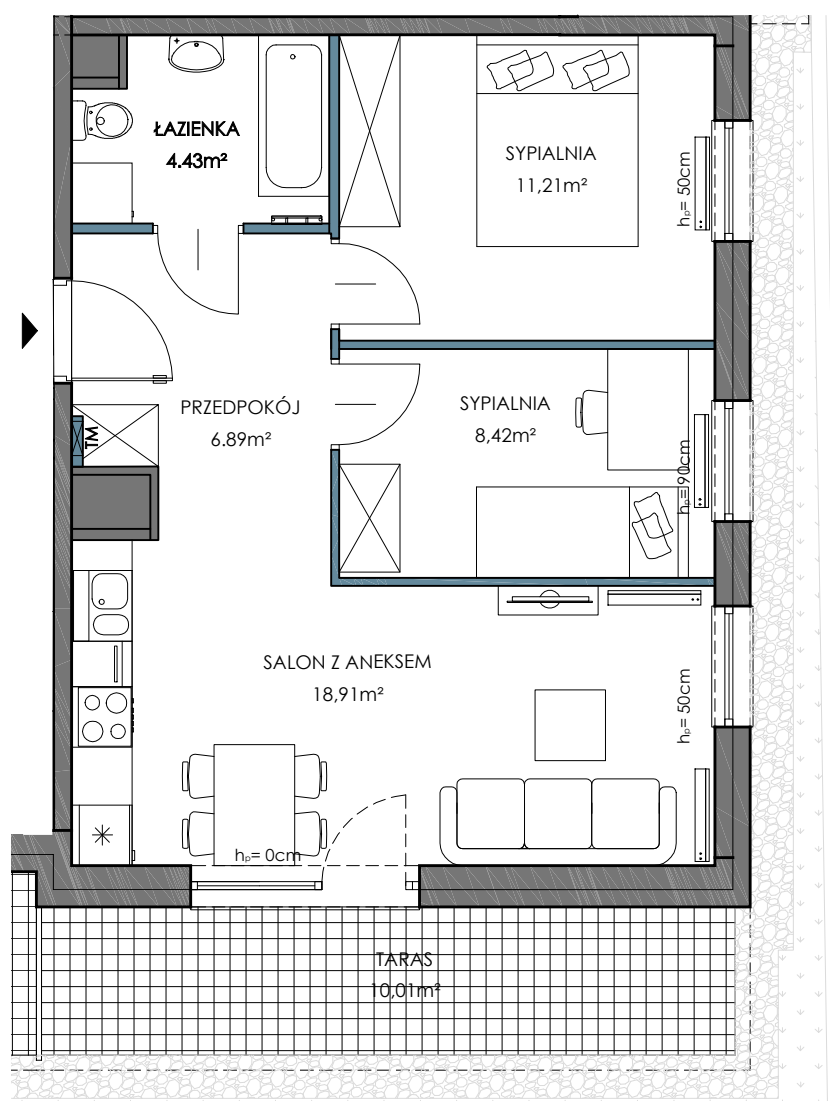 ŁAZIENKA
4.43m²
SYPIALNIA
11,21m²
hₚ= 50cm
PRZEDPOKÓJ
6.89m²
TM
SYPIALNIA
8,42m²
hₚ= 90cm
SALON Z ANEKSEM
18,91m²
hₚ= 50cm
hₚ= 0cm
TARAS
10,01m²